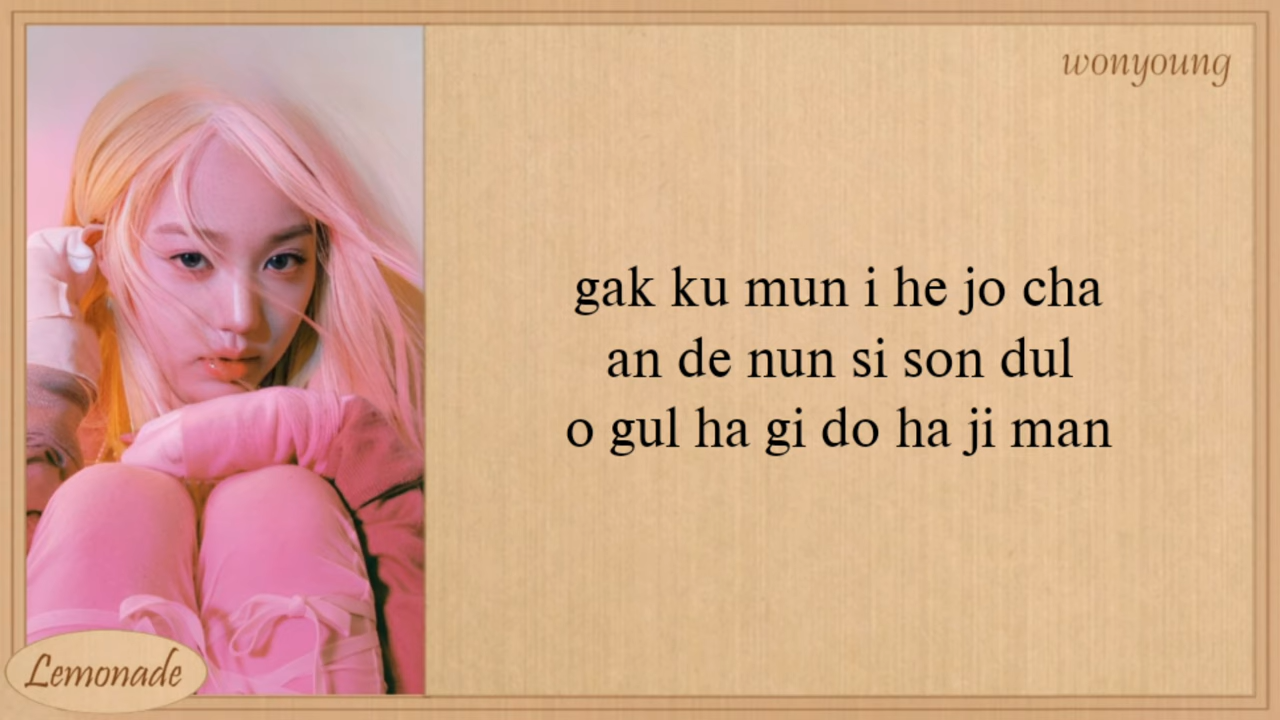 wonyoung
gak ku mun i he jo cha
an de nun si son dul
o gul ha gi do ha ji man
Lemonade